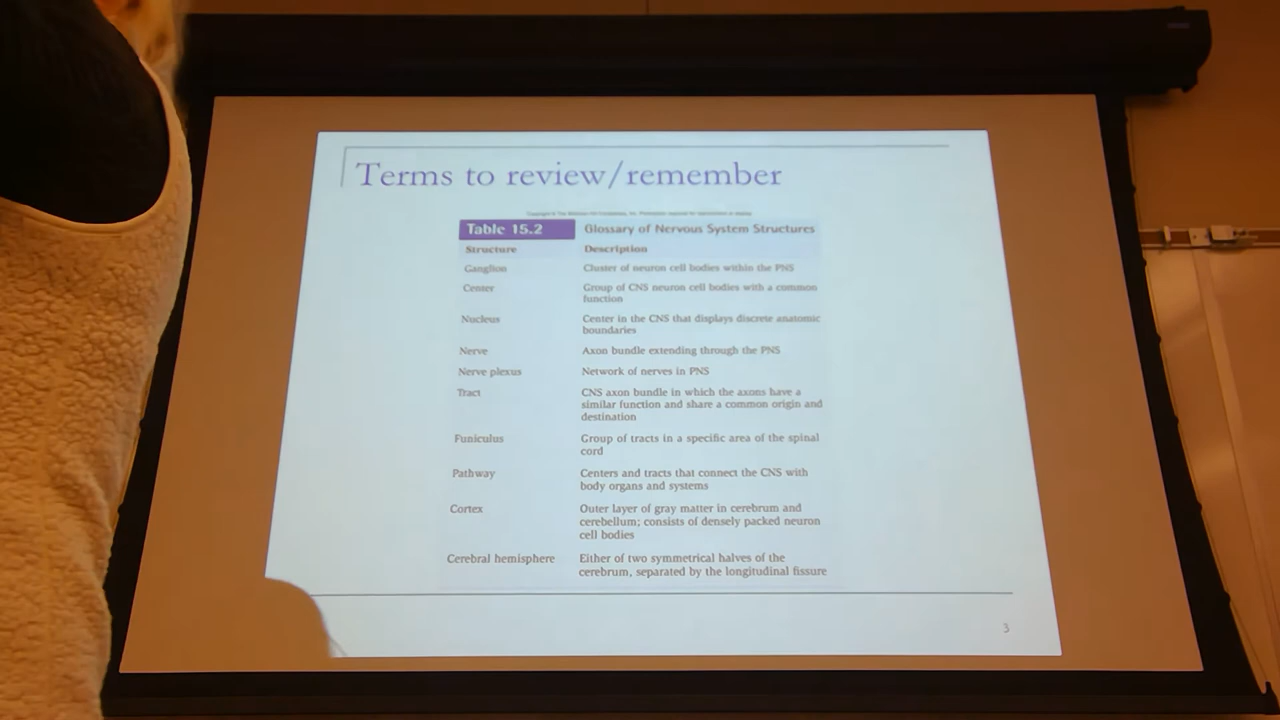 Terms to review/remember
Table 15.2 Glossary of Nervous System Structures
Structure Description
Ganglion Cluster of neuron cell bodies within the PNS
Center Group of CNS neuron cell bodies with a common
function
Nucleus Center in the CNS that displays discrete anatomic
boundaries
Nerve Axon bundle extending through the PNS
Nerve plexus Network of nerves in PNS
Tract CNS axon bundle in which the axons have a
similar function and share a common origin and
destination
Funiculus Group of tracts in a specific area of the spinal
cord
Pathway Centers and tracts that connect the CNS with
body organs and systems
Cortex Outer layer of gray matter in cerebrum and
cerebellum; consists of densely packed neuron
cell bodies
Cerebral hemisphere Either of two symmetrical halves of the
cerebrum, separated by the longitudinal fissure
3